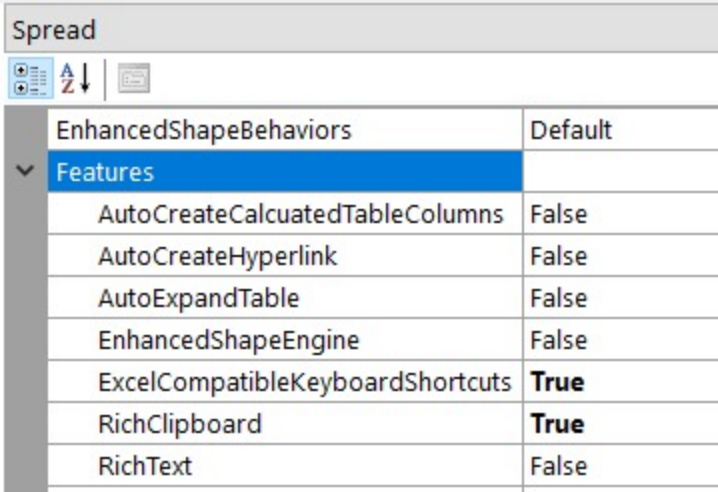 Spread
A Z
EnhancedShapeBehaviors Default
Features
AutoCreateCalcuatedTableColumns False
AutoCreateHyperlink False
AutoExpandTable False
EnhancedShapeEngine False
ExcelCompatibleKeyboardShortcuts True
RichClipboard True
RichText False